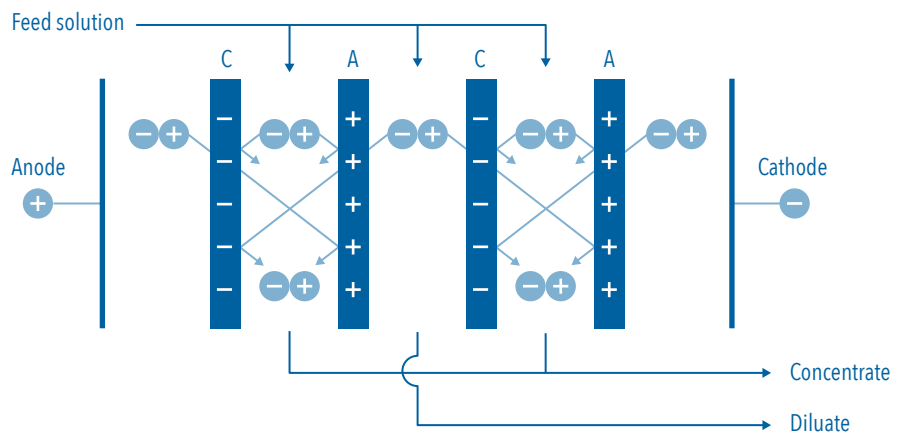 Feed solution
C
A
C
A
− + − + − + − + − +
− +
− +
− +
− +
Anode
Cathode
+
−
− +
− +
− +
− + − +
− +
Concentrate
Diluate